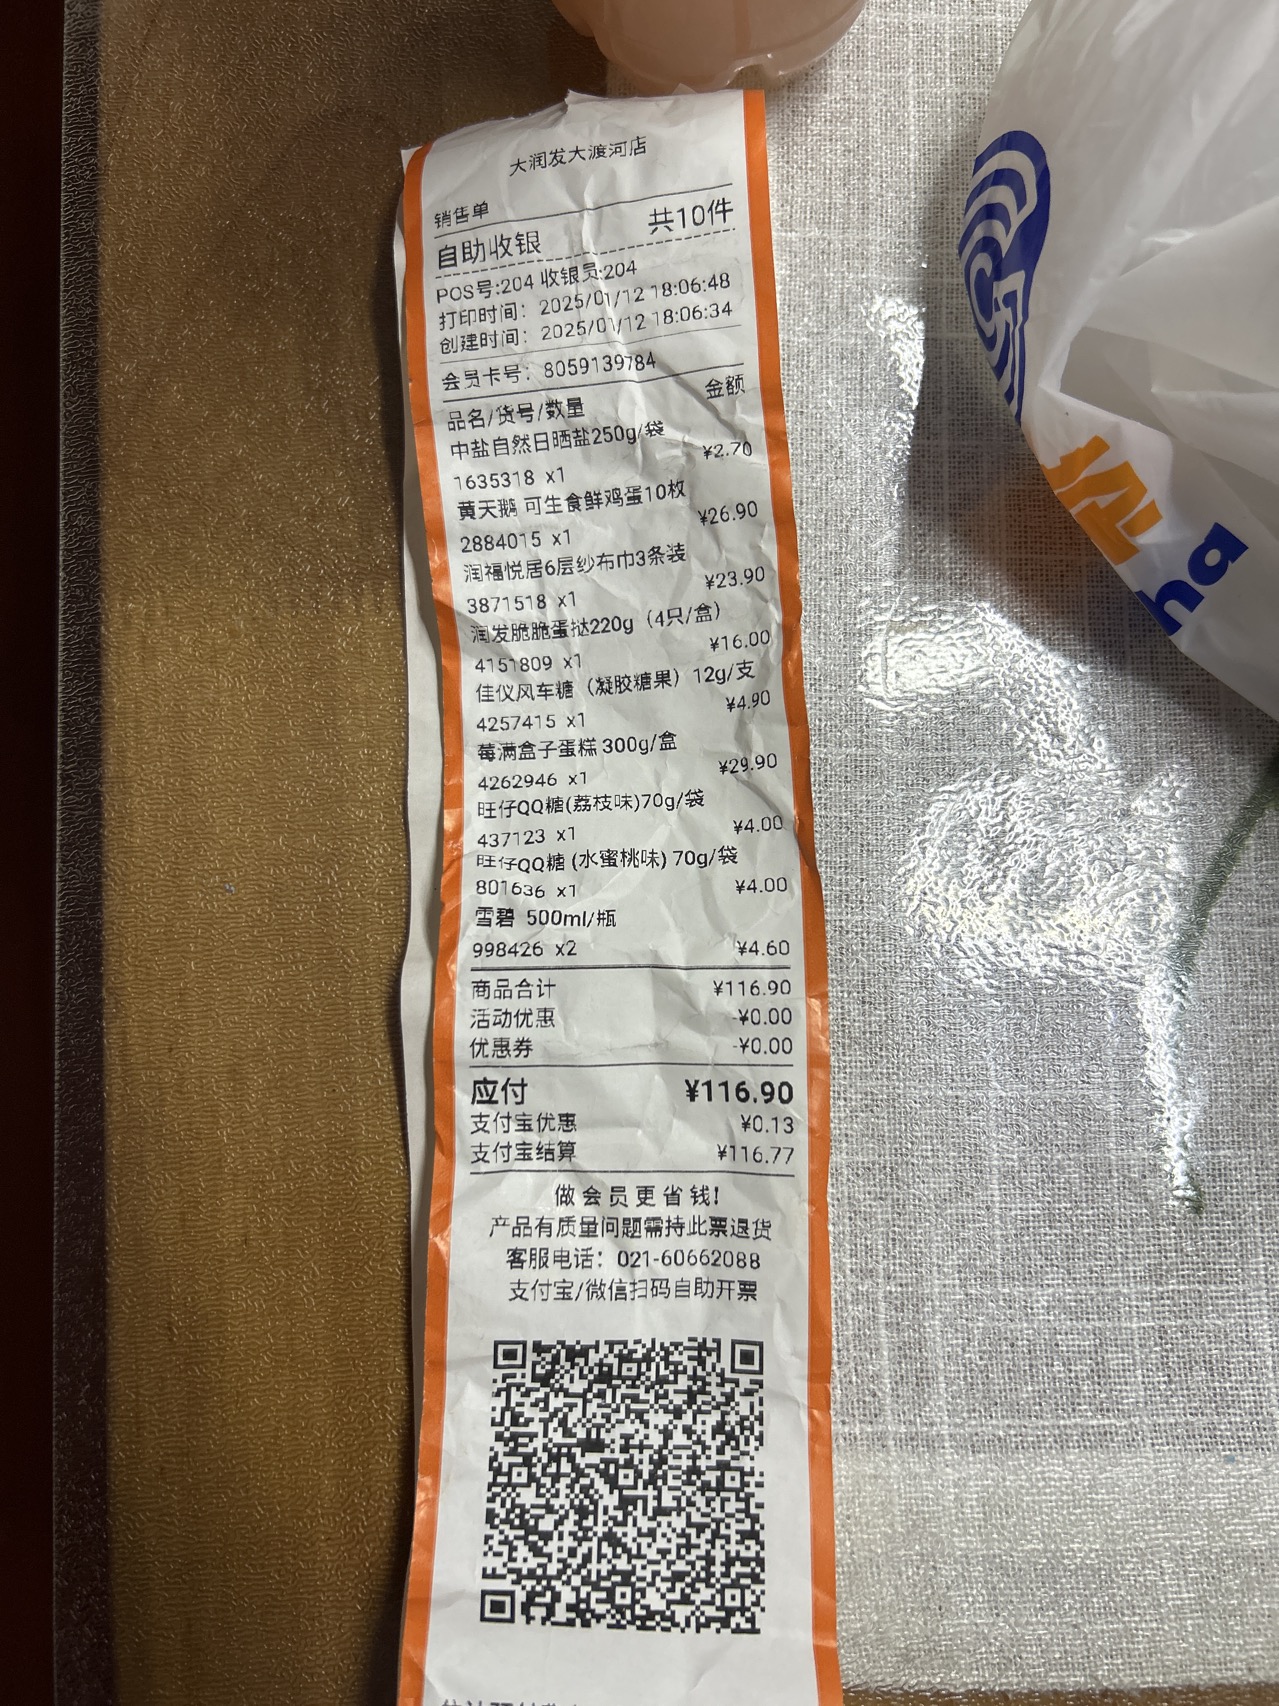 大润发大渡河店
销售单
自助收银 共10件
POS号:204 收银员:204
打印时间：2025/01/12 18:06:48
创建时间：2025/01/12 18:06:34
会员卡号：8059139784
品名/货号/数量 金额
中盐自然日晒盐250g/袋
1635318 x1 ¥2.70
黄天鹅 可生食鲜鸡蛋10枚
2884015 x1 ¥26.90
润福悦居6层纱布巾3条装
3871518 x1 ¥23.90
润发脆脆蛋挞220g（4只/盒）
4151809 x1 ¥16.00
佳仪风车糖（凝胶糖果）12g/支
4257415 x1 ¥4.90
莓满盒子蛋糕 300g/盒
4262946 x1 ¥29.90
旺仔QQ糖(荔枝味)70g/袋
437123 x1 ¥4.00
旺仔QQ糖 (水蜜桃味) 70g/袋
801636 x1 ¥4.00
雪碧 500ml/瓶
998426 x2 ¥4.60
商品合计 ¥116.90
活动优惠 -¥0.00
优惠券 -¥0.00
应付 ¥116.90
支付宝优惠 ¥0.13
支付宝结算 ¥116.77
做会员更省钱!
产品有质量问题需持此票退货
客服电话：021-60662088
支付宝/微信扫码自助开票
ha